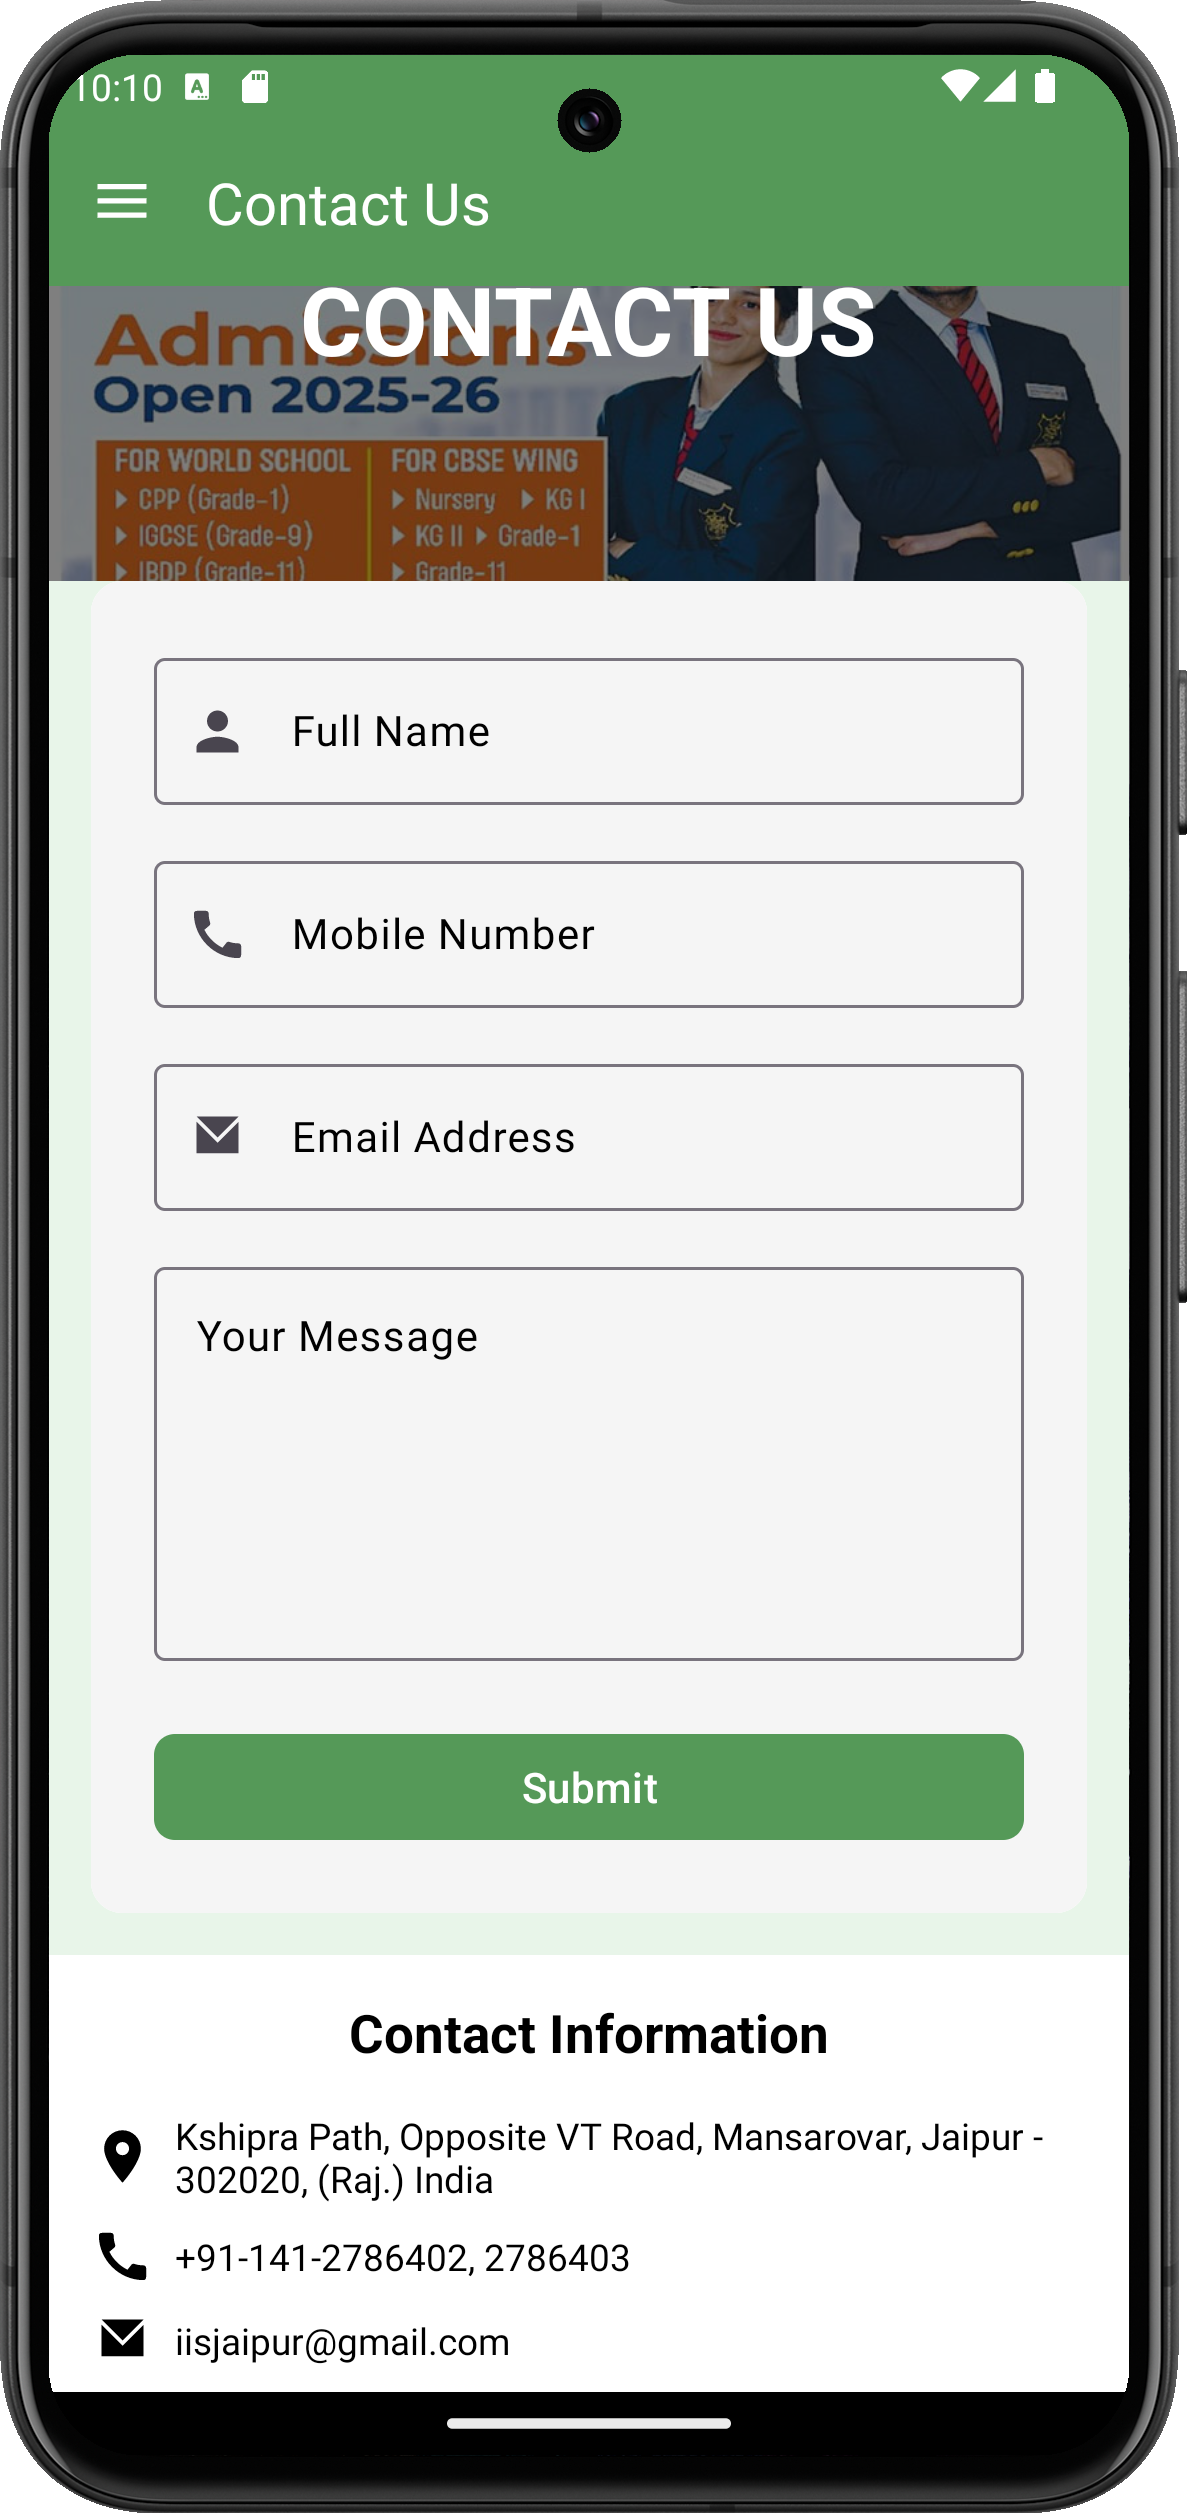 10:10
Contact Us
CONTACT US
Admissions
Open 2025-26
FOR WORLD SCHOOL
CPP (Grade-1)
IGCSE (Grade-9)
IBDP (Grade-11)
FOR CBSE WING
Nursery KG I
KG II Grade-1
Grade-11
Full Name
Mobile Number
Email Address
Your Message
Submit
Contact Information
Kshipra Path, Opposite VT Road, Mansarovar, Jaipur -
302020, (Raj.) India
+91-141-2786402, 2786403
iisjaipur@gmail.com